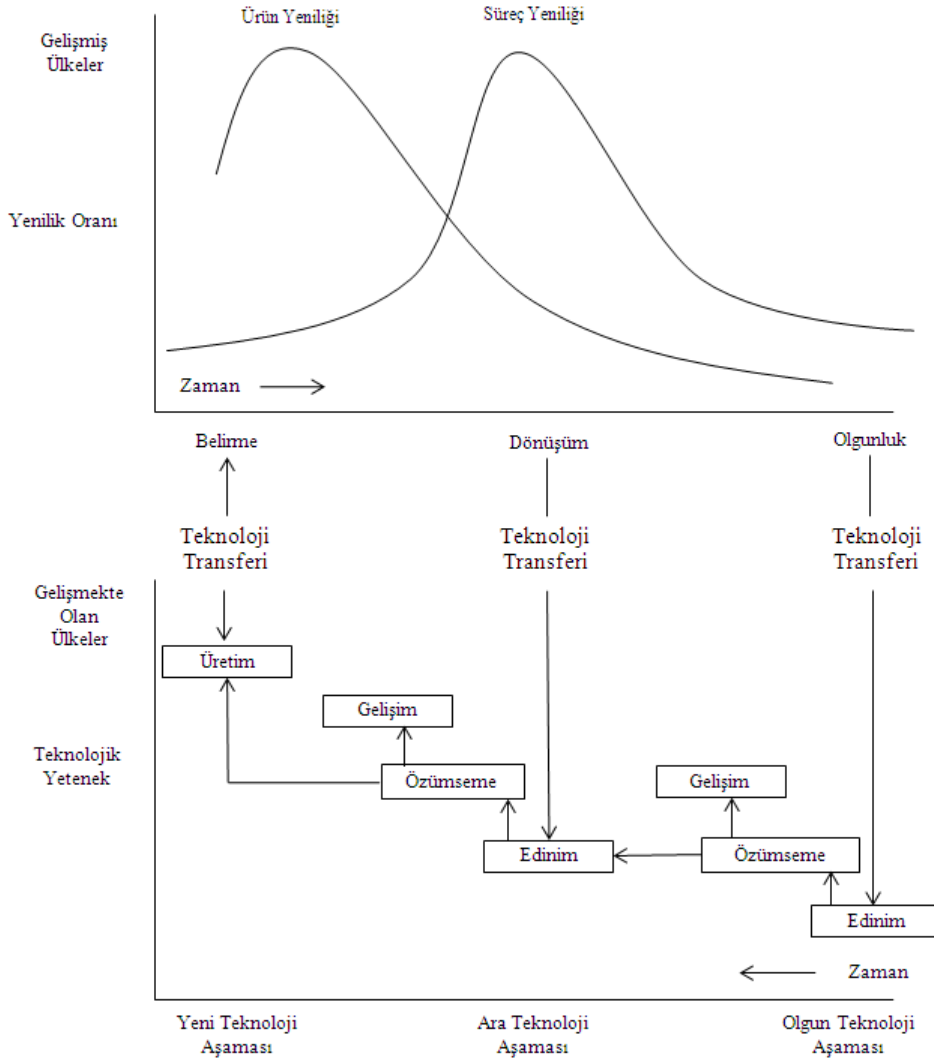 Ürün Yeniliği
Süreç Yeniliği
Gelişmiş
Ülkeler
Yenilik Oranı
Zaman
Belirme
Dönüşüm
Olgunluk
Teknoloji
Transferi
Teknoloji
Transferi
Teknoloji
Transferi
Gelişmekte
Olan
Ülkeler
Üretim
Gelişim
Teknolojik
Yetenek
Özümseme
Gelişim
Edinim
Özümseme
Edinim
Zaman
Yeni Teknoloji
Aşaması
Ara Teknoloji
Aşaması
Olgun Teknoloji
Aşaması